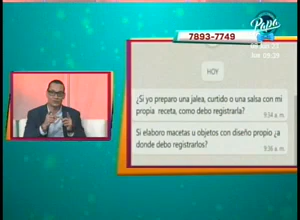 Papá
7893-7749
HOY
¿Si yo preparo una jalea, curtido o una salsa con mi
propia receta, como debo registrarla?
9:34 a.m.
Si elaboro macetas u objetos con diseño propio ¿a
donde debo registrarlos?
9:36 a.m.